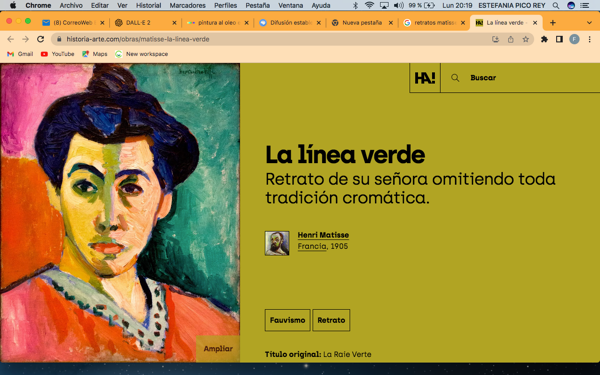 Chrome Archivo Editar Ver Historial Marcadores Perfiles Pestaña Ventana Ayuda 99 % Lun 20:19 ESTEFANIA PICO REY
(8) CorreoWeb DALL·E 2 pintura al oleo Difusión estab Nueva pestaña retratos matiss La línea verde
historia-arte.com/obras/matisse-la-linea-verde
Gmail YouTube Maps New workspace
HA! Buscar
La línea verde
Retrato de su señora omitiendo toda
tradición cromática.
Henri Matisse
Francia, 1905
Fauvismo Retrato
Ampliar
Título original: La Raie Verte